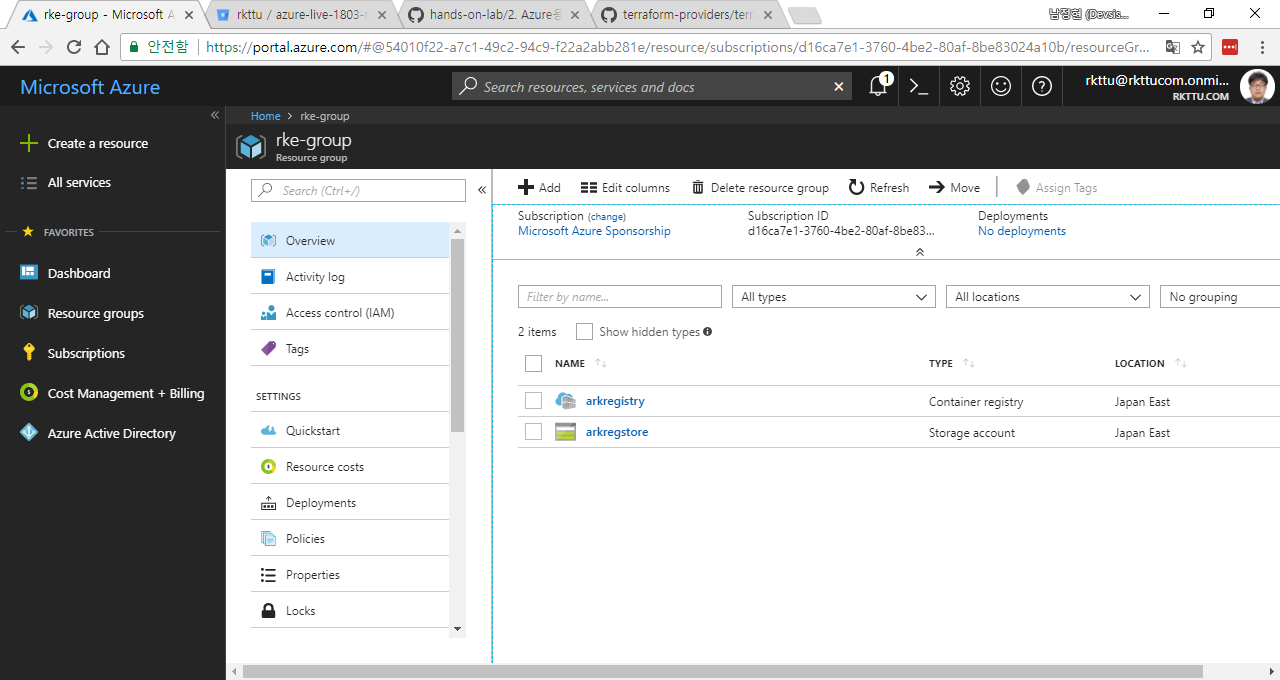 rke-group - Microsoft A
rkttu / azure-live-1803-r
hands-on-lab/2. Azure
terraform-providers/terr
남정현 (Devsis...
안전함
https://portal.azure.com/#@54010f22-a7c1-49c2-94c9-f22a2abb281e/resource/subscriptions/d16ca7e1-3760-4be2-80af-8be83024a10b/resourceGr...
Microsoft Azure
Search resources, services and docs
1
rkttu@rkttucom.onmi...
RKTTU.COM
Create a resource
All services
FAVORITES
Dashboard
Resource groups
Subscriptions
Cost Management + Billing
Azure Active Directory
Home > rke-group
rke-group
Resource group
Search (Ctrl+/)
Overview
Activity log
Access control (IAM)
Tags
SETTINGS
Quickstart
Resource costs
Deployments
Policies
Properties
Locks
Add
Edit columns
Delete resource group
Refresh
Move
Assign Tags
Subscription (change)
Microsoft Azure Sponsorship
Subscription ID
d16ca7e1-3760-4be2-80af-8be83...
Deployments
No deployments
Filter by name...
All types
All locations
No grouping
2 items
Show hidden types
NAME
TYPE
LOCATION
arkregistry
Container registry
Japan East
arkregstore
Storage account
Japan East